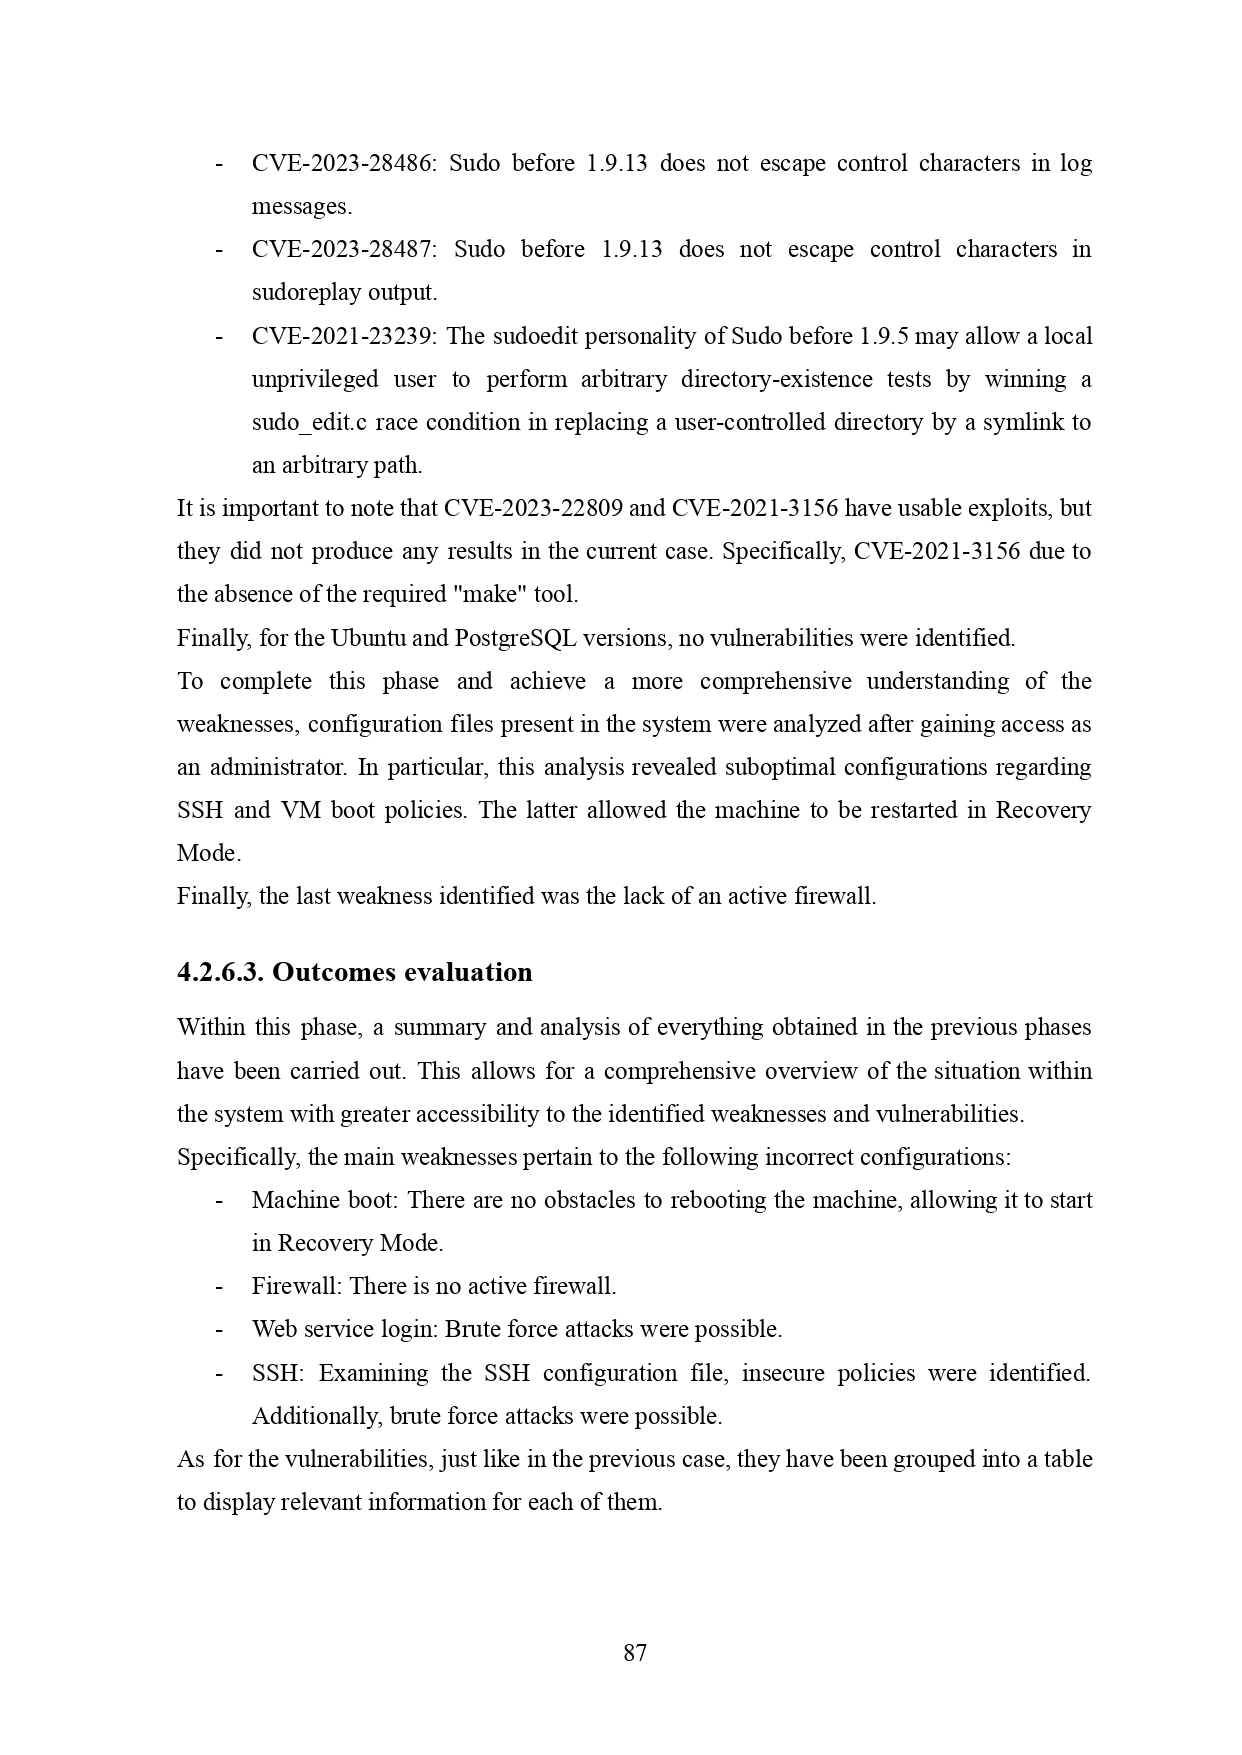 - CVE-2023-28486: Sudo before 1.9.13 does not escape control characters in log
messages.
- CVE-2023-28487: Sudo before 1.9.13 does not escape control characters in
sudoreplay output.
- CVE-2021-23239: The sudoedit personality of Sudo before 1.9.5 may allow a local
unprivileged user to perform arbitrary directory-existence tests by winning a
sudo_edit.c race condition in replacing a user-controlled directory by a symlink to
an arbitrary path.
It is important to note that CVE-2023-22809 and CVE-2021-3156 have usable exploits, but
they did not produce any results in the current case. Specifically, CVE-2021-3156 due to
the absence of the required "make" tool.
Finally, for the Ubuntu and PostgreSQL versions, no vulnerabilities were identified.
To complete this phase and achieve a more comprehensive understanding of the
weaknesses, configuration files present in the system were analyzed after gaining access as
an administrator. In particular, this analysis revealed suboptimal configurations regarding
SSH and VM boot policies. The latter allowed the machine to be restarted in Recovery
Mode.
Finally, the last weakness identified was the lack of an active firewall.
4.2.6.3. Outcomes evaluation
Within this phase, a summary and analysis of everything obtained in the previous phases
have been carried out. This allows for a comprehensive overview of the situation within
the system with greater accessibility to the identified weaknesses and vulnerabilities.
Specifically, the main weaknesses pertain to the following incorrect configurations:
- Machine boot: There are no obstacles to rebooting the machine, allowing it to start
in Recovery Mode.
- Firewall: There is no active firewall.
- Web service login: Brute force attacks were possible.
- SSH: Examining the SSH configuration file, insecure policies were identified.
Additionally, brute force attacks were possible.
As for the vulnerabilities, just like in the previous case, they have been grouped into a table
to display relevant information for each of them.
87